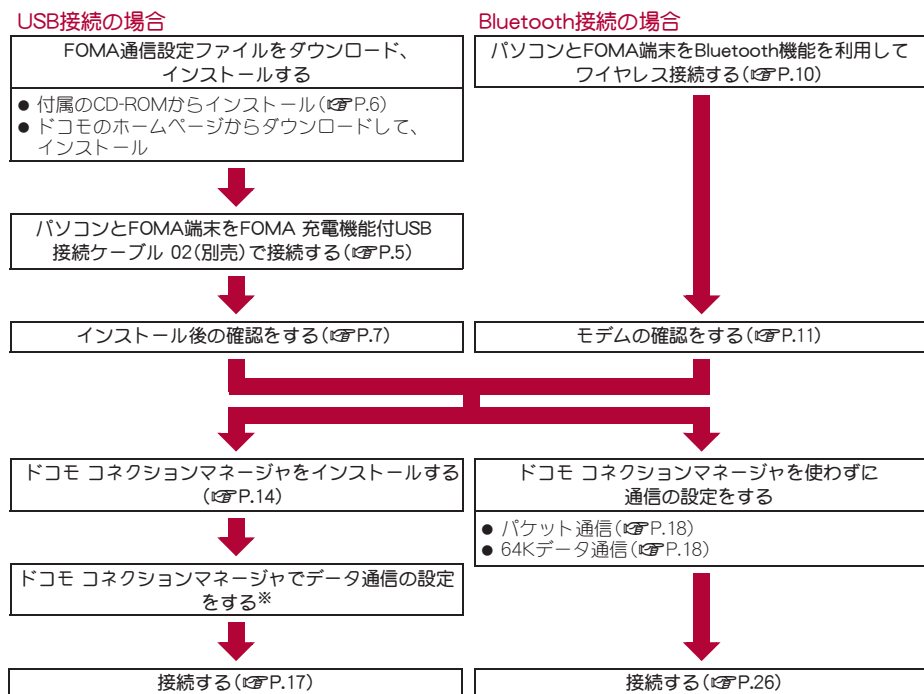 USB接続の場合
FOMA通信設定ファイルをダウンロード、
インストールする
● 付属のCD-ROMからインストール(☞P.6)
● ドコモのホームページからダウンロードして、
インストール
パソコンとFOMA端末をFOMA 充電機能付USB
接続ケーブル 02(別売)で接続する(☞P.5)
インストール後の確認をする(☞P.7)
Bluetooth接続の場合
パソコンとFOMA端末をBluetooth機能を利用して
ワイヤレス接続する(☞P.10)
モデムの確認をする(☞P.11)
ドコモ コネクションマネージャをインストールする
(☞P.14)
ドコモ コネクションマネージャでデータ通信の設定
をする※
接続する(☞P.17)
ドコモ コネクションマネージャを使わずに
通信の設定をする
● パケット通信(☞P.18)
● 64Kデータ通信(☞P.18)
接続する(☞P.26)